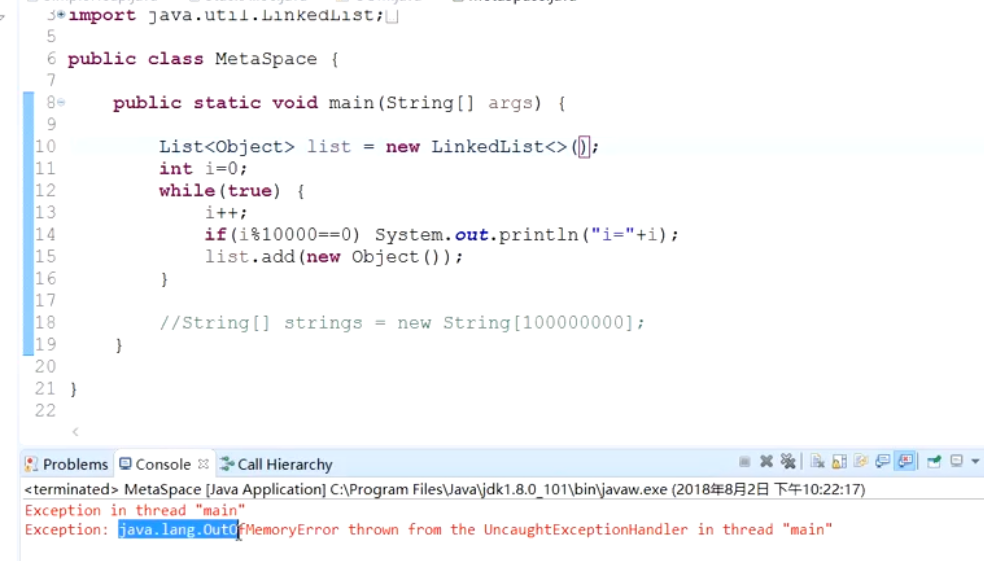 3 import java.util.LinkedList;
5
6 public class MetaSpace {
7
8 public static void main(String[] args) {
9
10 List<Object> list = new LinkedList<>();
11 int i=0;
12 while(true) {
13 i++;
14 if(i%10000==0) System.out.println("i="+i);
15 list.add(new Object());
16 }
17
18 //String[] strings = new String[100000000];
19 }
20
21 }
22
Problems Console Call Hierarchy
<terminated> MetaSpace [Java Application] C:\Program Files\Java\jdk1.8.0_101\bin\javaw.exe (2018年8月2日 下午10:22:17)
Exception in thread "main"
Exception: java.lang.OutOfMemoryError thrown from the UncaughtExceptionHandler in thread "main"